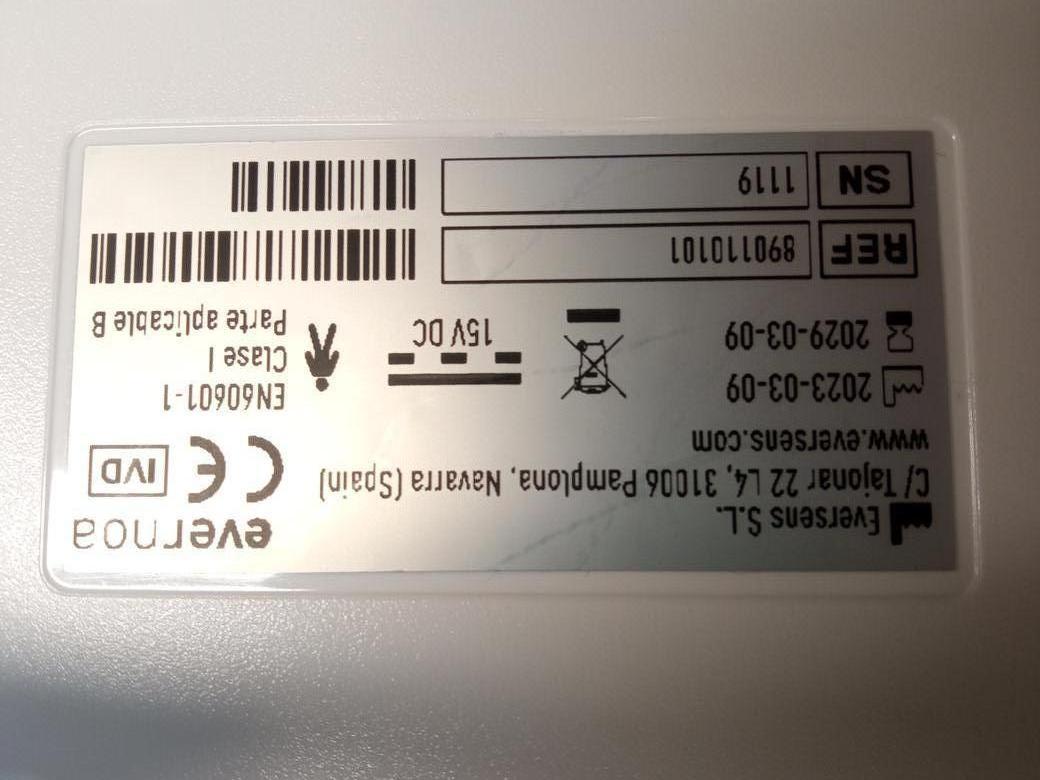 Eversens S.L.
C/ Tajonar 22 L4, 31006 Pamplona, Navarra (Spain)
www.eversens.com
evernoa
CE IVD
2023-03-09
2029-03-09
15V DC
EN60601-1
Clase I
Parte aplicable B
REF 890110101
SN 1119